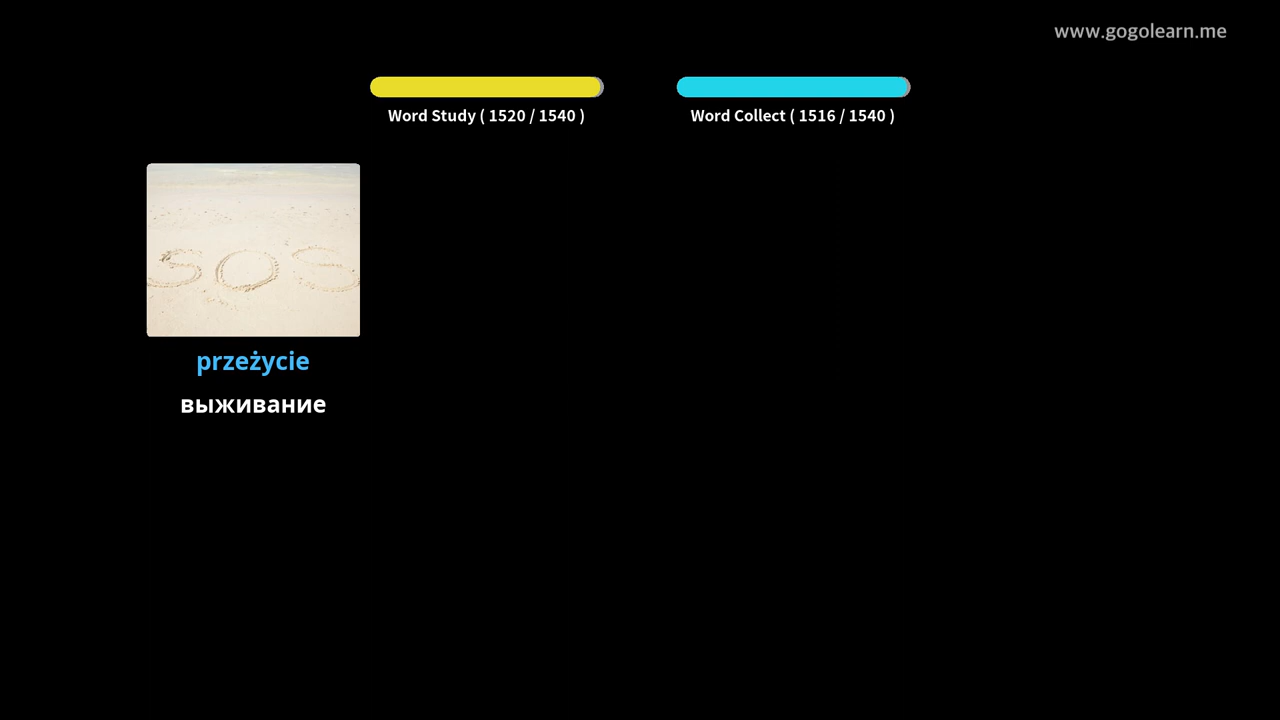 www.gogolearn.me
Word Study ( 1520 / 1540 )
Word Collect ( 1516 / 1540 )
SOS
przeżycie
выживание